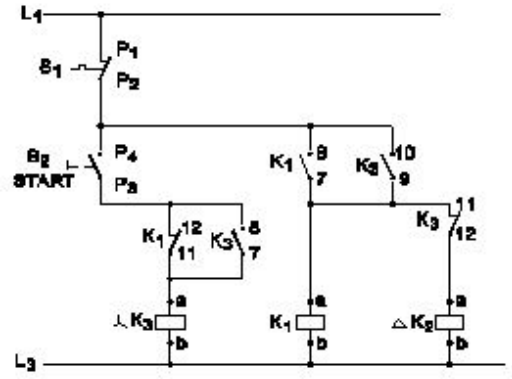 L1
P1
S1
P2
S2 P4
START
P3
K1 8
7
K3 10
9
K1 12
11
K3 8
7
K3 11
12
a
K3
b
a
K1
b
a
△ K2
b
L3